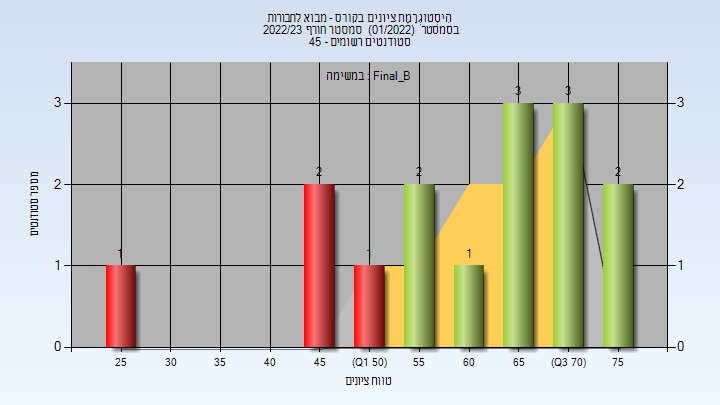 היסטוגרמת ציונים בקורס - מבוא לחבורות
בסמסטר (01/2022) סמסטר חורף 2022/23
סטודנטים רשומים - 45
במשימה : Final_B
3 3 3 3
2 2 2 2 2
1 1 1 1 1
0 0
מספר סטודנטים
25 30 35 40 45 (Q1 50) 55 60 65 (Q3 70) 75
טווח ציונים